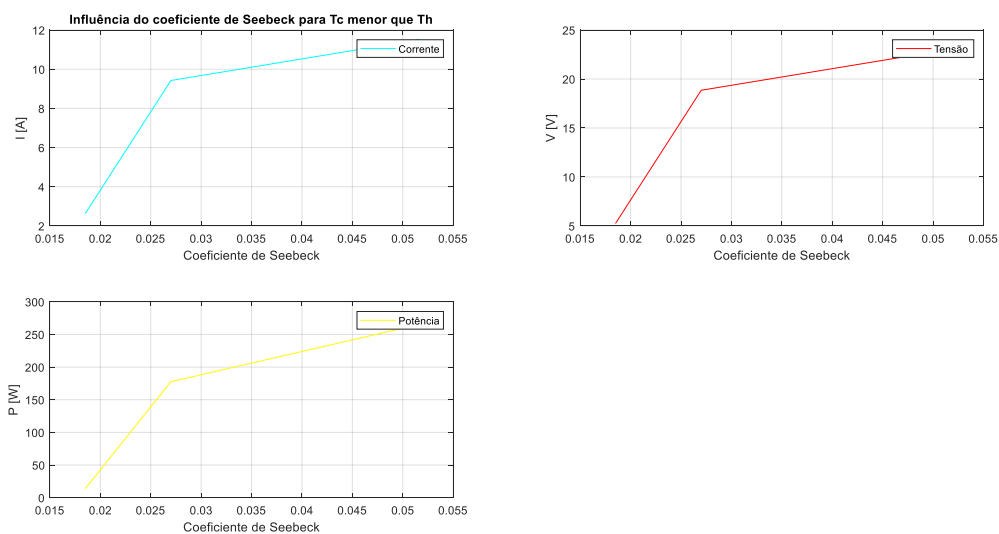 Influência do coeficiente de Seebeck para Tc menor que Th
12
10
8
6
4
2
I [A]
Corrente
0.015 0.02 0.025 0.03 0.035 0.04 0.045 0.05 0.055
Coeficiente de Seebeck
25
20
15
10
5
V [V]
Tensão
0.015 0.02 0.025 0.03 0.035 0.04 0.045 0.05 0.055
Coeficiente de Seebeck
300
250
200
150
100
50
0
P [W]
Potência
0.015 0.02 0.025 0.03 0.035 0.04 0.045 0.05 0.055
Coeficiente de Seebeck